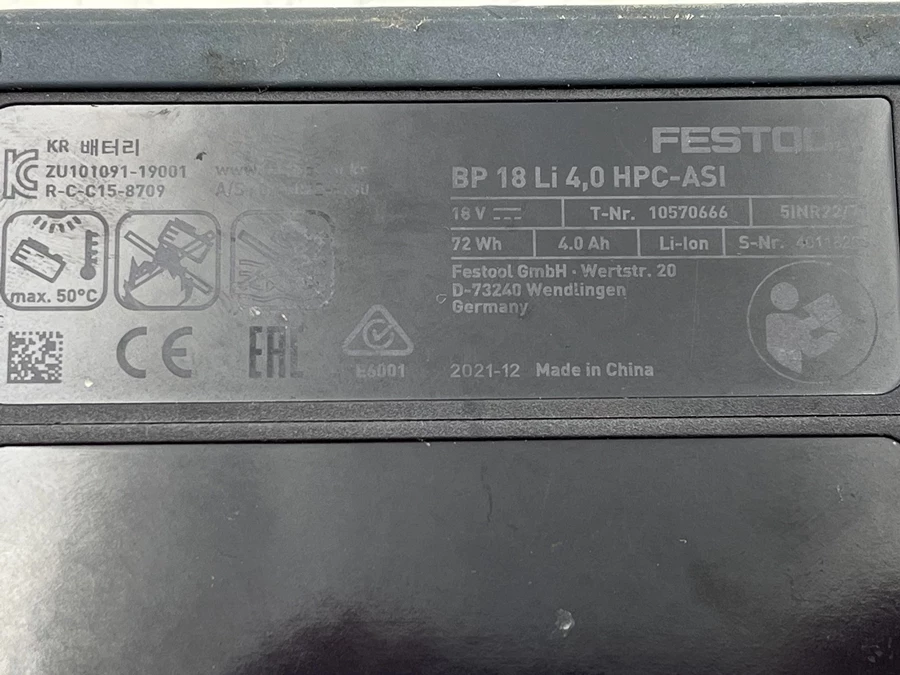 KR 배터리
ZU101091-19001
R-C-C15-8709
max. 50°C
E6001
FESTOOL
BP 18 Li 4,0 HPC-ASI
18 V T-Nr. 10570666
72 Wh 4.0 Ah Li-Ion S-Nr.
Festool GmbH · Wertstr. 20
D-73240 Wendlingen
Germany
2021-12 Made in China
CE
EAC